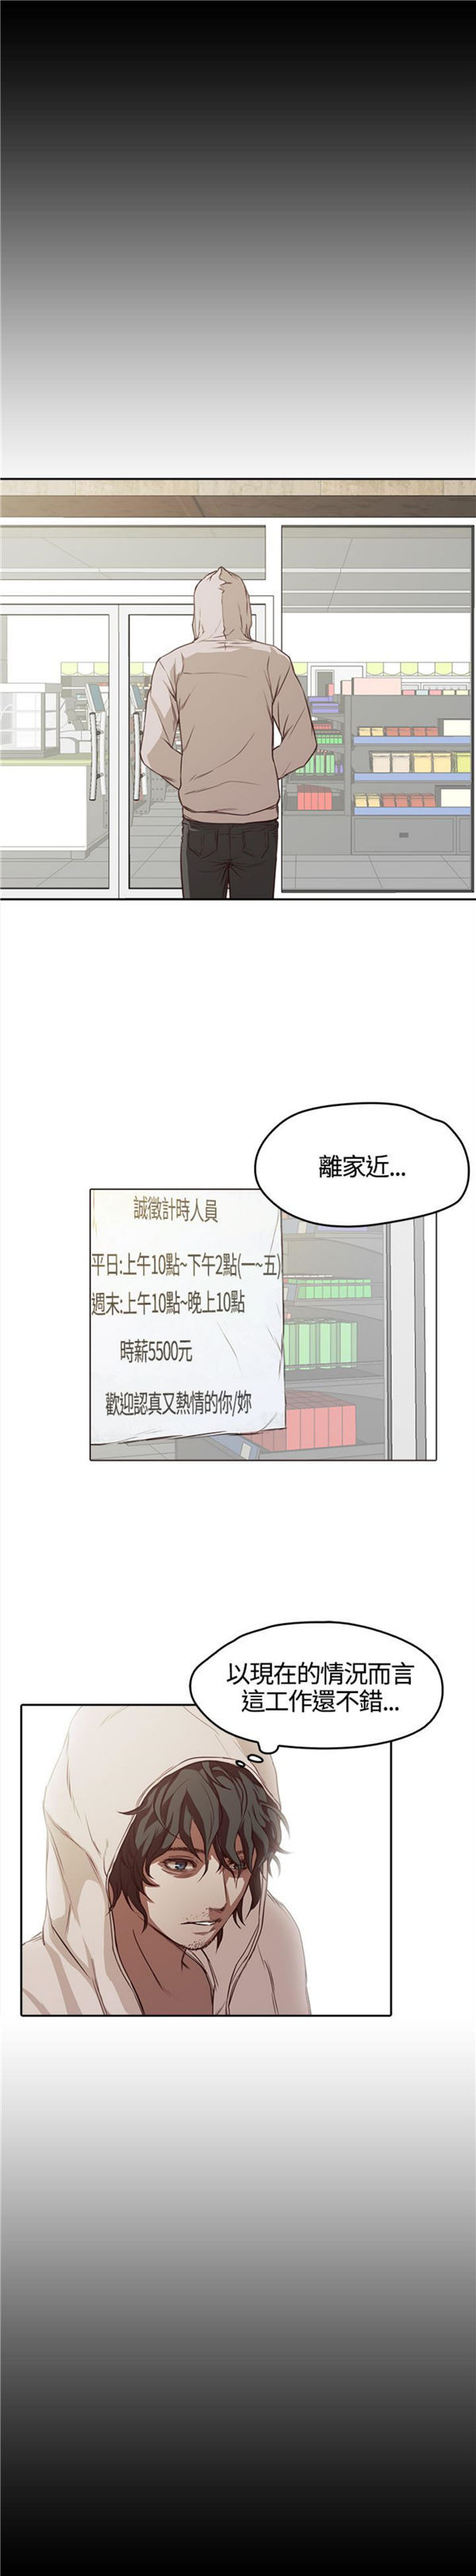 離家近...
誠徵計時人員
平日:上午10點~下午2點(一~五)
週末:上午10點~晚上10點
時薪5500元
歡迎認真又熱情的你/妳
以現在的情況而言
這工作還不錯...